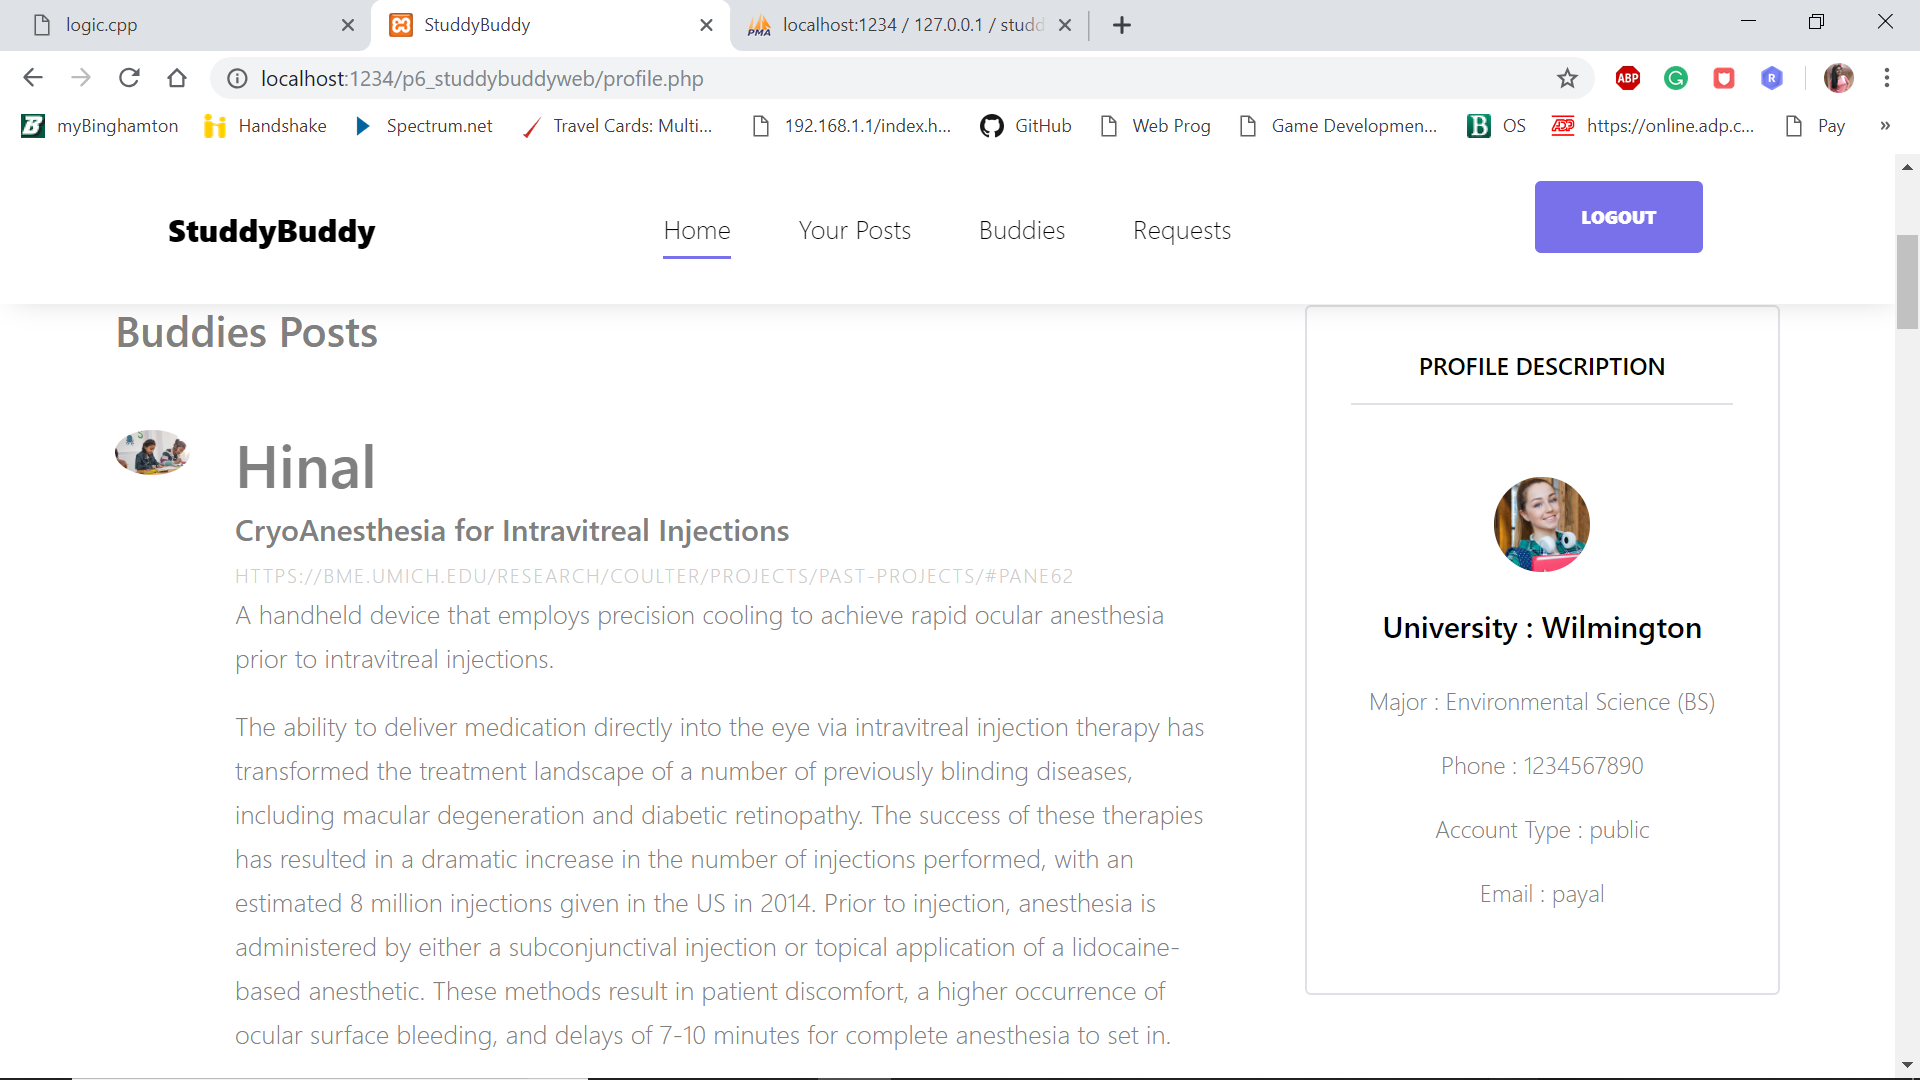 logic.cpp
StuddyBuddy
PMA
localhost:1234 / 127.0.0.1 / studd
localhost:1234/p6_studdybuddyweb/profile.php
ABP
G
R
B
myBinghamton
Handshake
Spectrum.net
Travel Cards: Multi...
192.168.1.1/index.h...
GitHub
Web Prog
Game Developmen...
B
OS
ADP
https://online.adp.c...
Pay
»
StuddyBuddy
Home
Your Posts
Buddies
Requests
LOGOUT
Buddies Posts
Hinal
CryoAnesthesia for Intravitreal Injections
HTTPS://BME.UMICH.EDU/RESEARCH/COULTER/PROJECTS/PAST-PROJECTS/#PANE62
A handheld device that employs precision cooling to achieve rapid ocular anesthesia
prior to intravitreal injections.
The ability to deliver medication directly into the eye via intravitreal injection therapy has
transformed the treatment landscape of a number of previously blinding diseases,
including macular degeneration and diabetic retinopathy. The success of these therapies
has resulted in a dramatic increase in the number of injections performed, with an
estimated 8 million injections given in the US in 2014. Prior to injection, anesthesia is
administered by either a subconjunctival injection or topical application of a lidocaine-
based anesthetic. These methods result in patient discomfort, a higher occurrence of
ocular surface bleeding, and delays of 7-10 minutes for complete anesthesia to set in.
PROFILE DESCRIPTION
University : Wilmington
Major : Environmental Science (BS)
Phone : 1234567890
Account Type : public
Email : payal